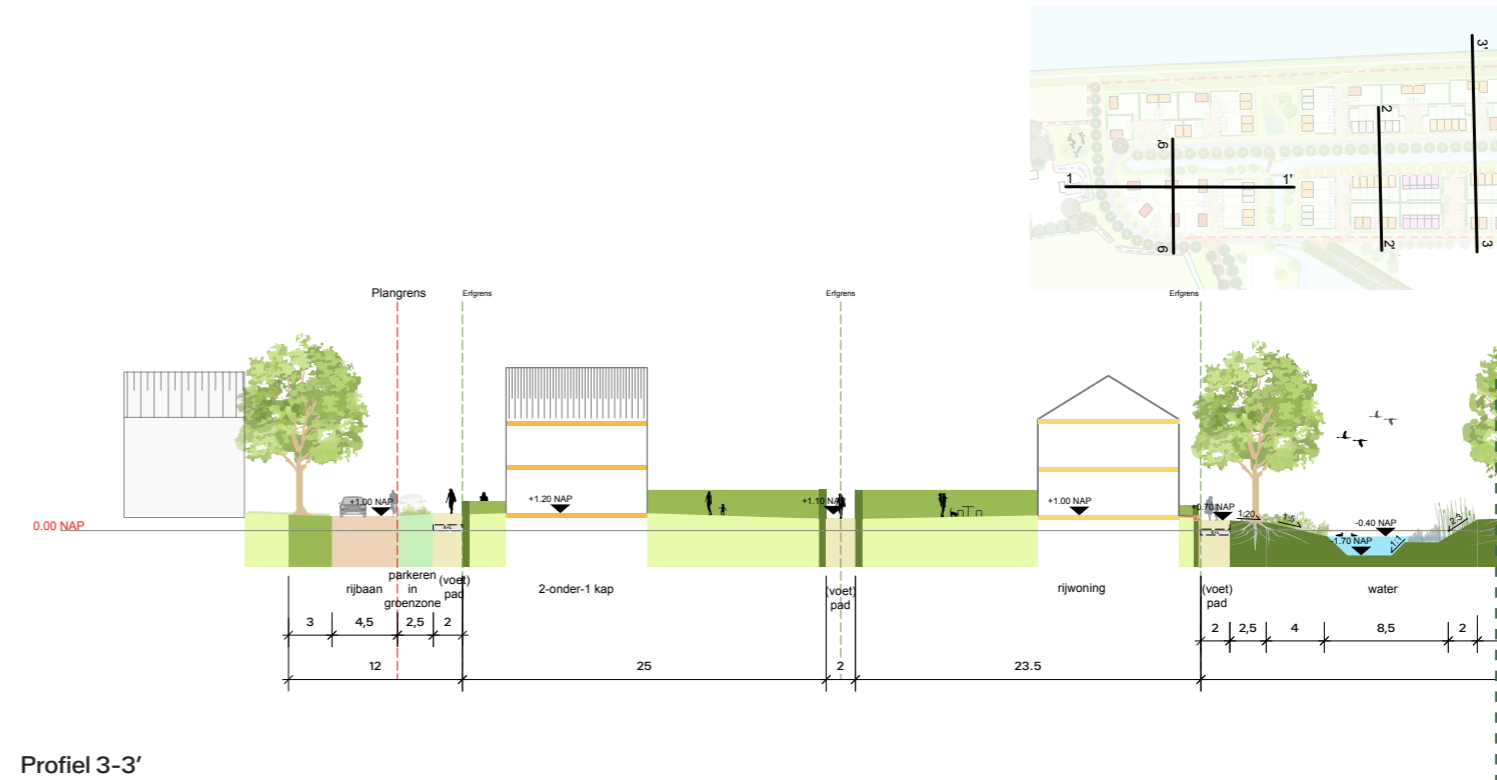 3'
2
6'
1
1'
6
2'
3
Plangrens
Erfgrens
Erfgrens
Erfgrens
+1.00 NAP
+1.20 NAP
+1.10 NAP
+1.00 NAP
+0.70 NAP
1:20
1:5
-0.40 NAP
2:3
0.00 NAP
-1.70 NAP
1:1
rijbaan
parkeren
in
groenzone
(voet)
pad
2-onder-1 kap
(voet)
pad
rijwoning
(voet)
pad
water
3
4,5
2,5
2
2
2,5
4
8,5
2
12
25
2
23.5
Profiel 3-3’